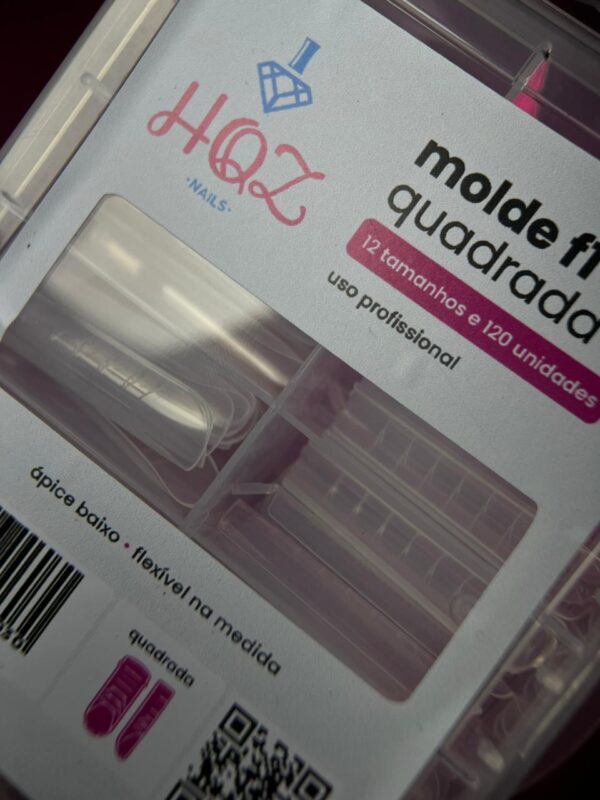 HQZ
·NAILS·
molde f1
quadrada
12 tamanhos e 120 unidades
uso profissional
ápice baixo • flexível na medida
quadrada